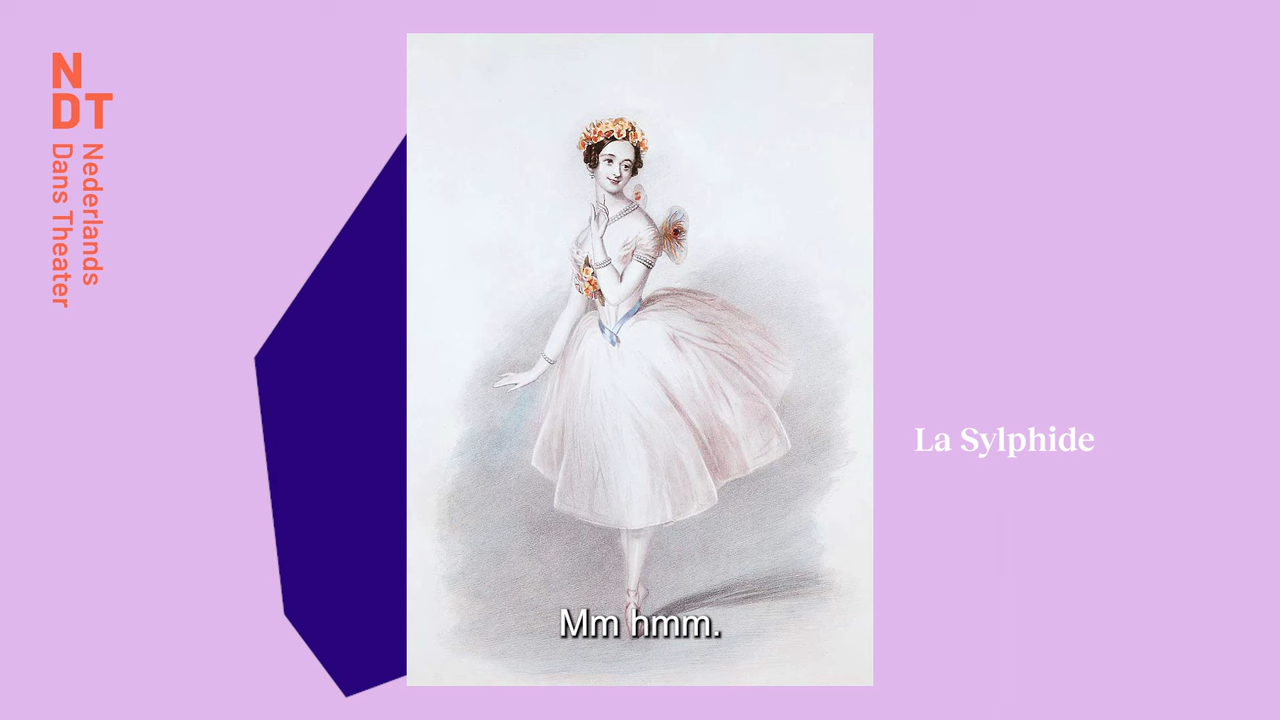 N
DT
Nederlands
Dans Theater
La Sylphide
Mm hmm.